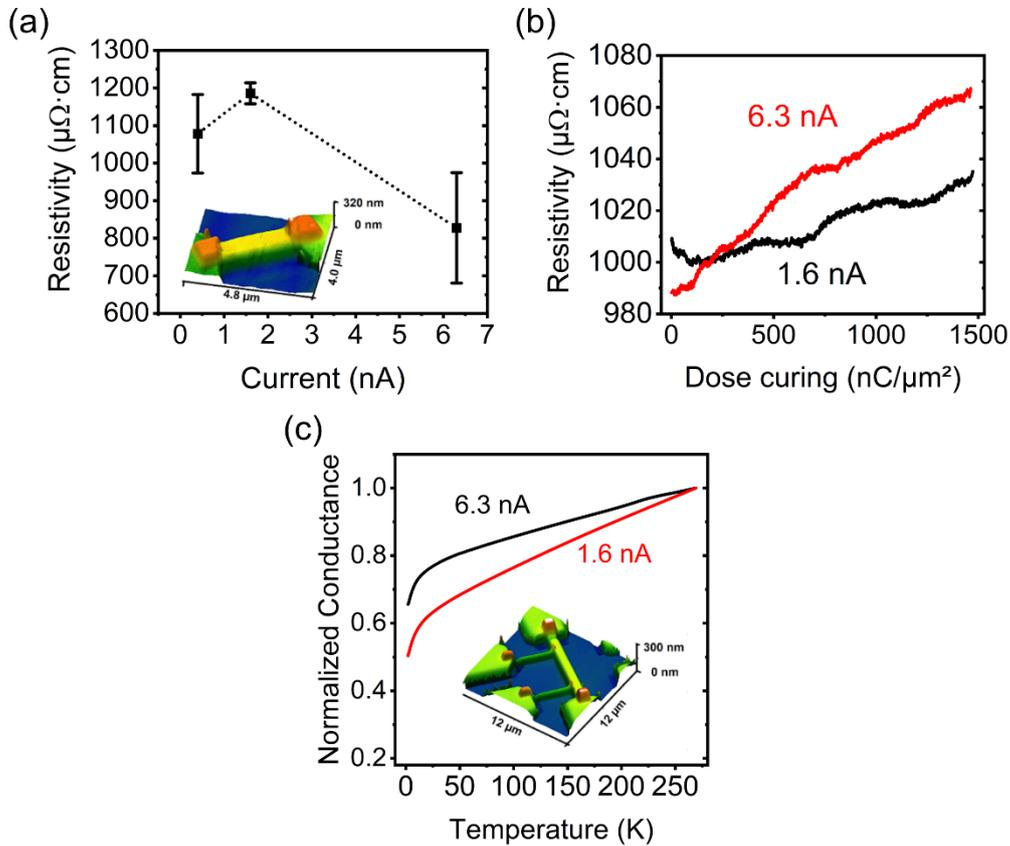 (a)
Resistivity (μΩ·cm)
1300
1200
1100
1000
900
800
700
600
0 1 2 3 4 5 6 7
Current (nA)
320 nm
0 nm
4.0 μm
4.8 μm
(b)
Resistivity (μΩ·cm)
1080
1060
1040
1020
1000
980
6.3 nA
1.6 nA
0 500 1000 1500
Dose curing (nC/μm²)
(c)
Normalized Conductance
1.0
0.8
0.6
0.4
0.2
6.3 nA
1.6 nA
300 nm
0 nm
12 μm
12 μm
0 50 100 150 200 250
Temperature (K)